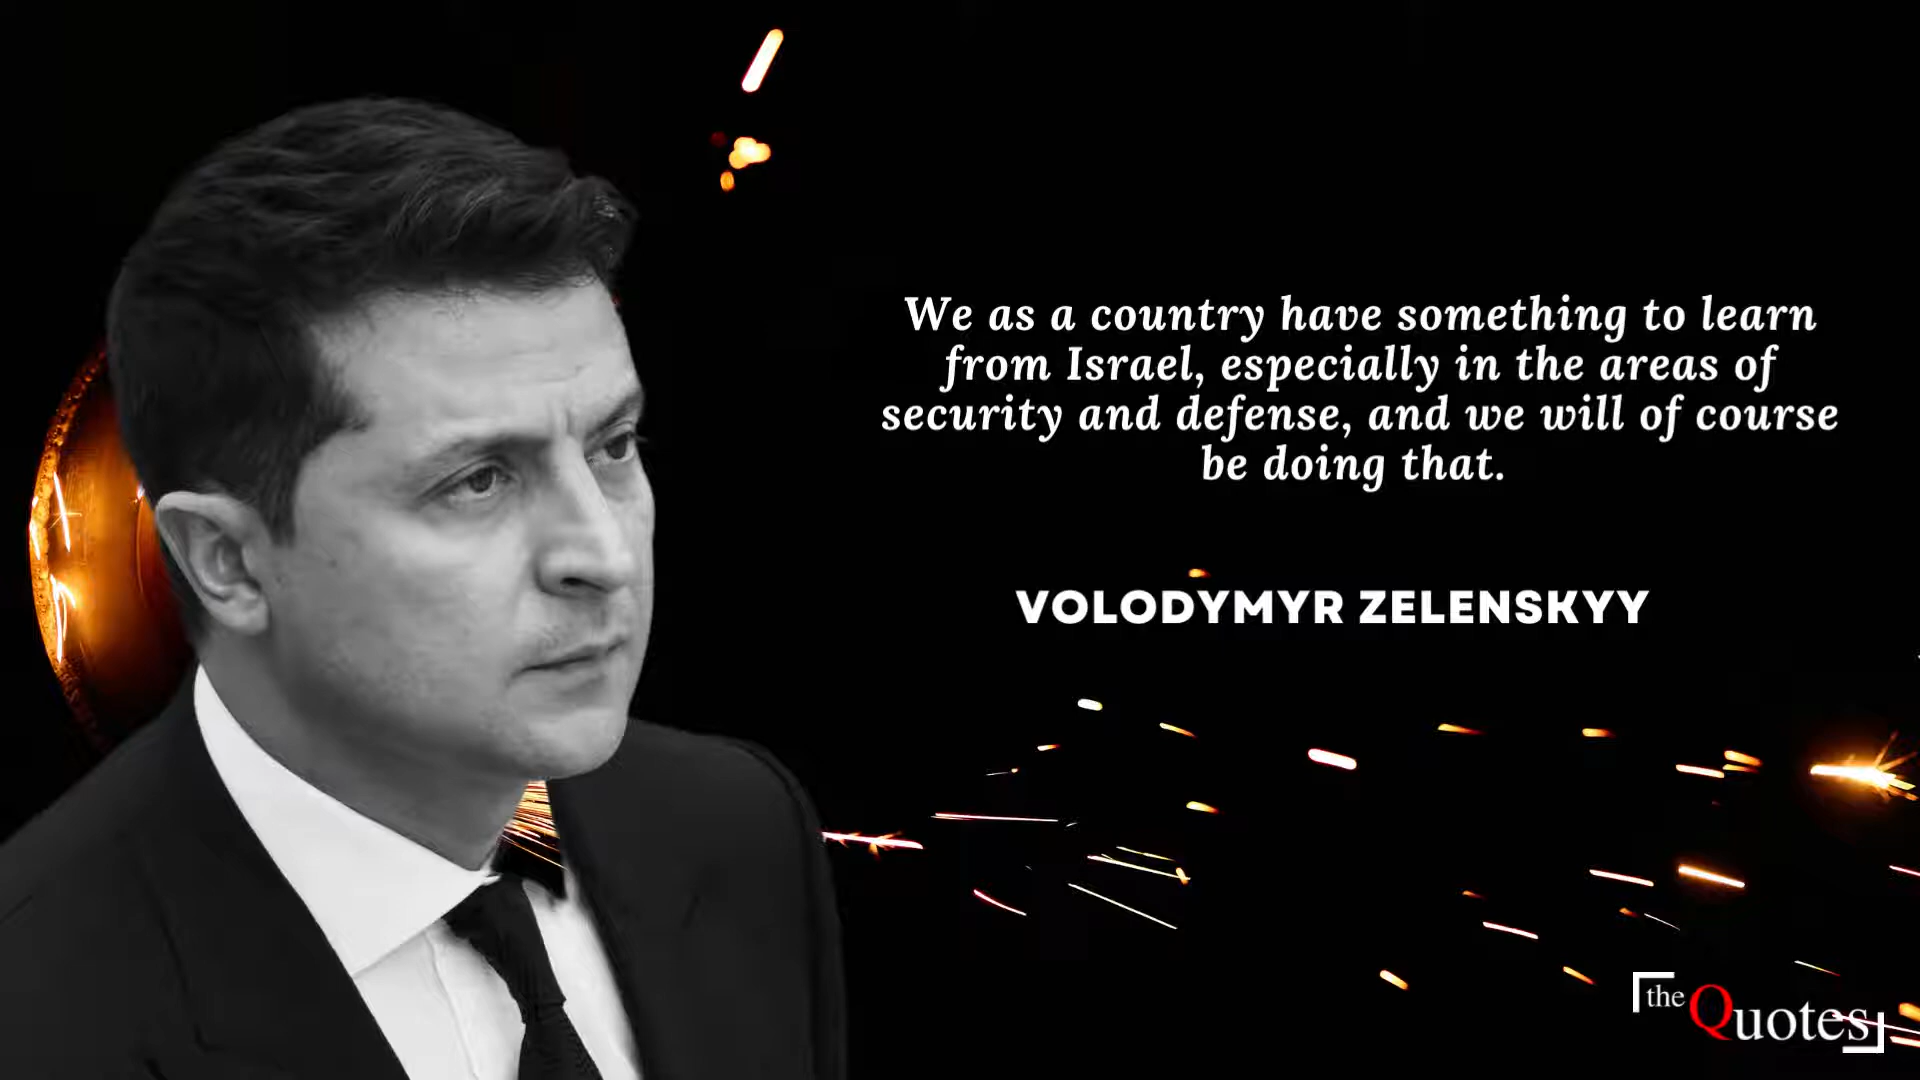 We as a country have something to learn
from Israel, especially in the areas of
security and defense, and we will of course
be doing that.
VOLODYMYR ZELENSKYY
the
Quotes